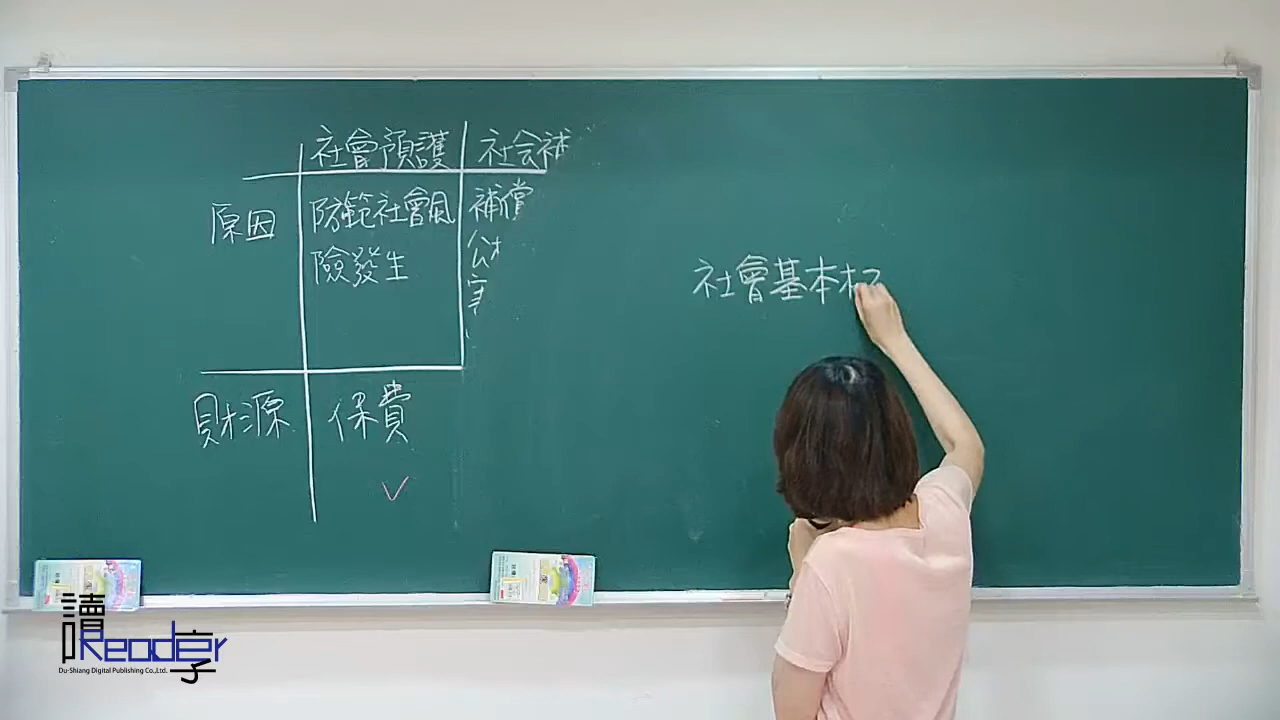 社會預護 社会補
原因 防範社會風 補償
險發生 公
財源 保費
社會基本
讀享
Reader
Du-Shiang Digital Publishing Co.,Ltd.